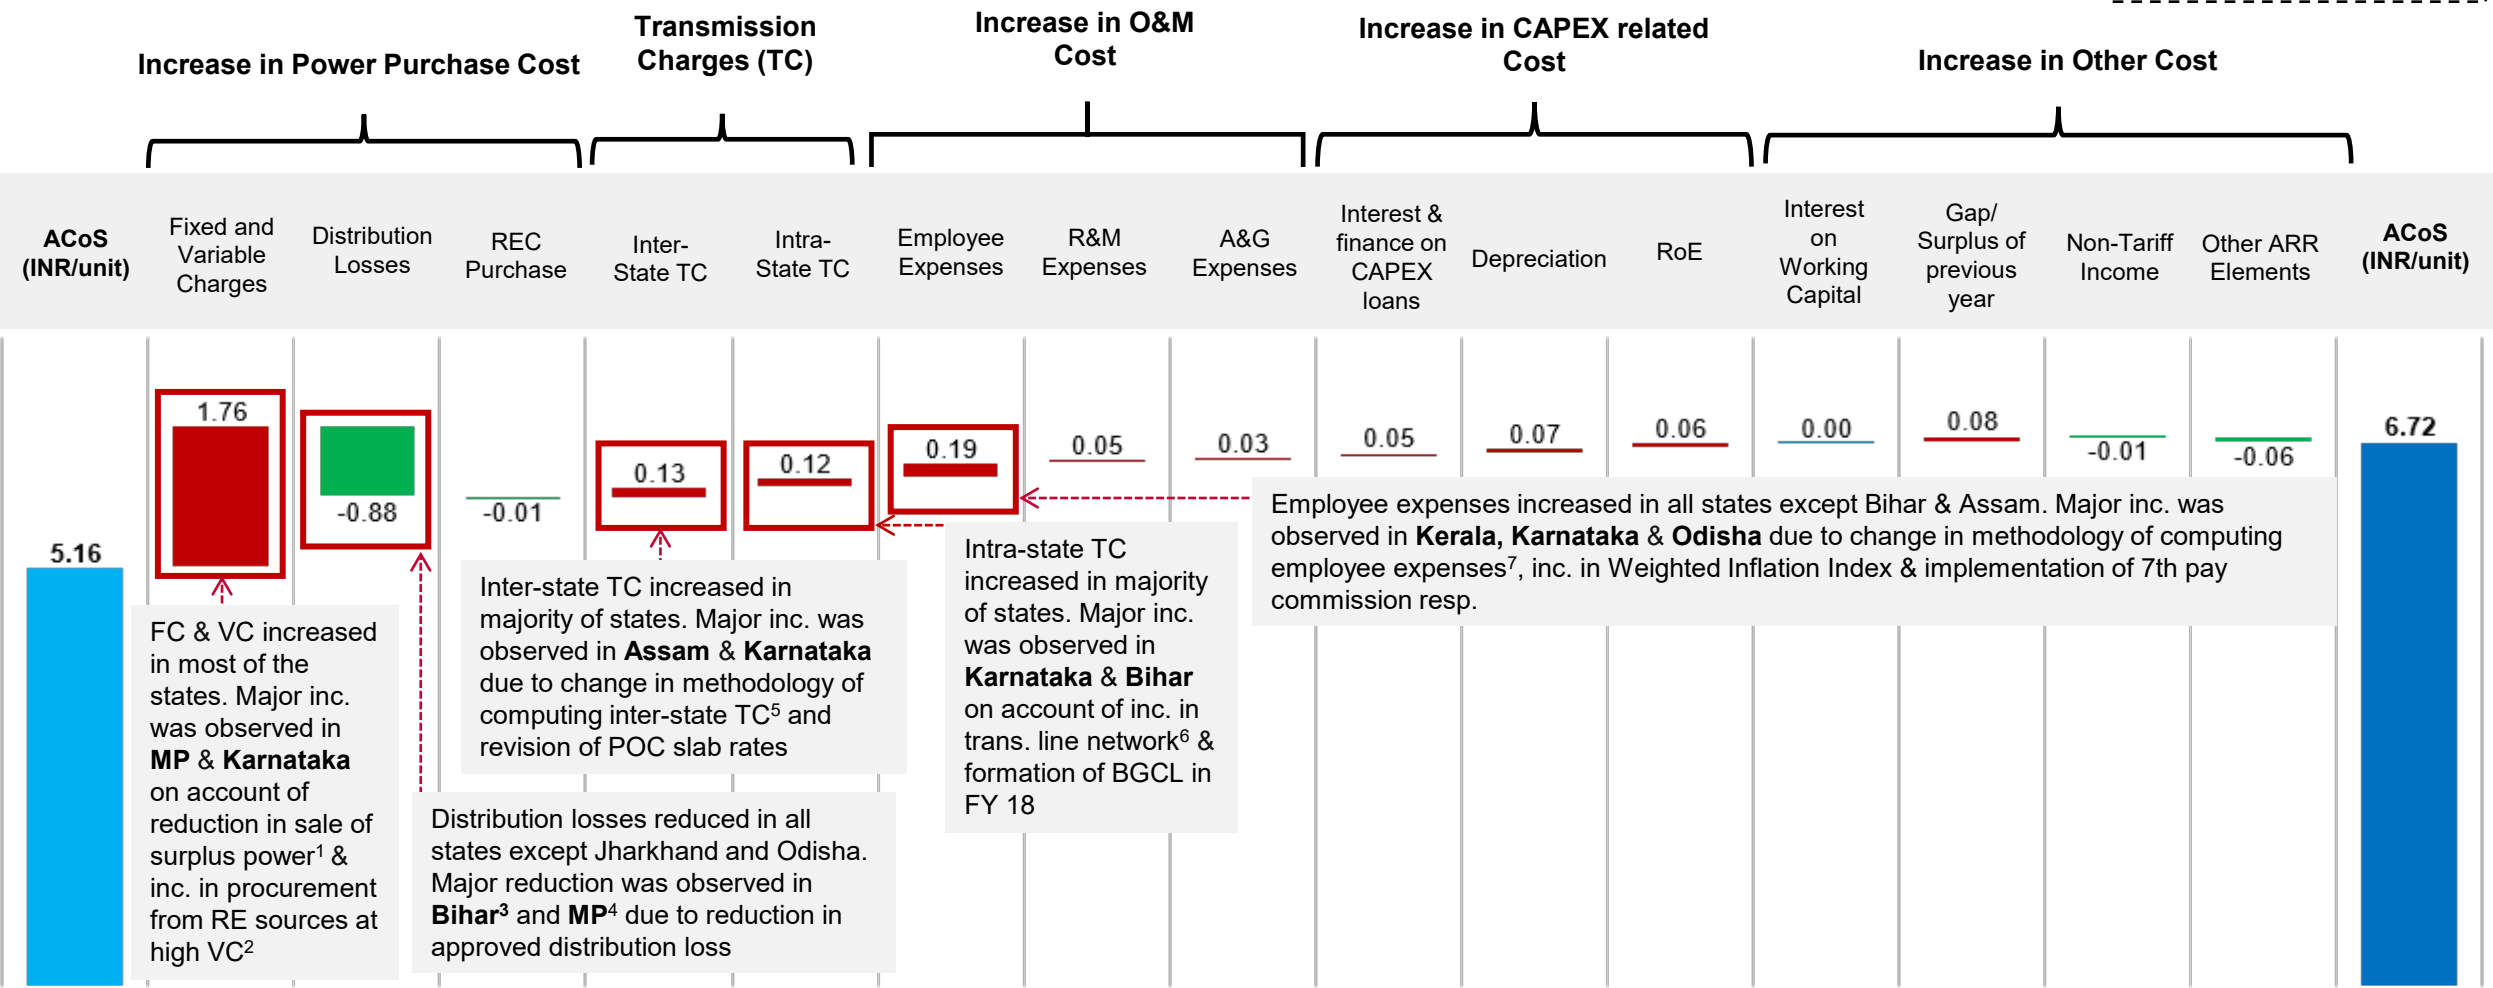 Increase in Power Purchase Cost
Transmission
Charges (TC)
Increase in O&M
Cost
Increase in CAPEX related
Cost
Increase in Other Cost
ACoS
(INR/unit)
Fixed and
Variable
Charges
Distribution
Losses
REC
Purchase
Inter-
State TC
Intra-
State TC
Employee
Expenses
R&M
Expenses
A&G
Expenses
Interest &
finance on
CAPEX
loans
Depreciation
RoE
Interest
on
Working
Capital
Gap/
Surplus of
previous
year
Non-Tariff
Income
Other ARR
Elements
ACoS
(INR/unit)
5.16
1.76
-0.88
-0.01
0.13
0.12
0.19
0.05
0.03
0.05
0.07
0.06
0.00
0.08
-0.01
-0.06
6.72
FC & VC increased
in most of the
states. Major inc.
was observed in
MP & Karnataka
on account of
reduction in sale of
surplus power¹ &
inc. in procurement
from RE sources at
high VC²
Distribution losses reduced in all
states except Jharkhand and Odisha.
Major reduction was observed in
Bihar³ and MP⁴ due to reduction in
approved distribution loss
Inter-state TC increased in
majority of states. Major inc. was
observed in Assam & Karnataka
due to change in methodology of
computing inter-state TC⁵ and
revision of POC slab rates
Intra-state TC
increased in majority
of states. Major inc.
was observed in
Karnataka & Bihar
on account of inc. in
trans. line network⁶ &
formation of BGCL in
FY 18
Employee expenses increased in all states except Bihar & Assam. Major inc. was
observed in Kerala, Karnataka & Odisha due to change in methodology of computing
employee expenses⁷, inc. in Weighted Inflation Index & implementation of 7th pay
commission resp.